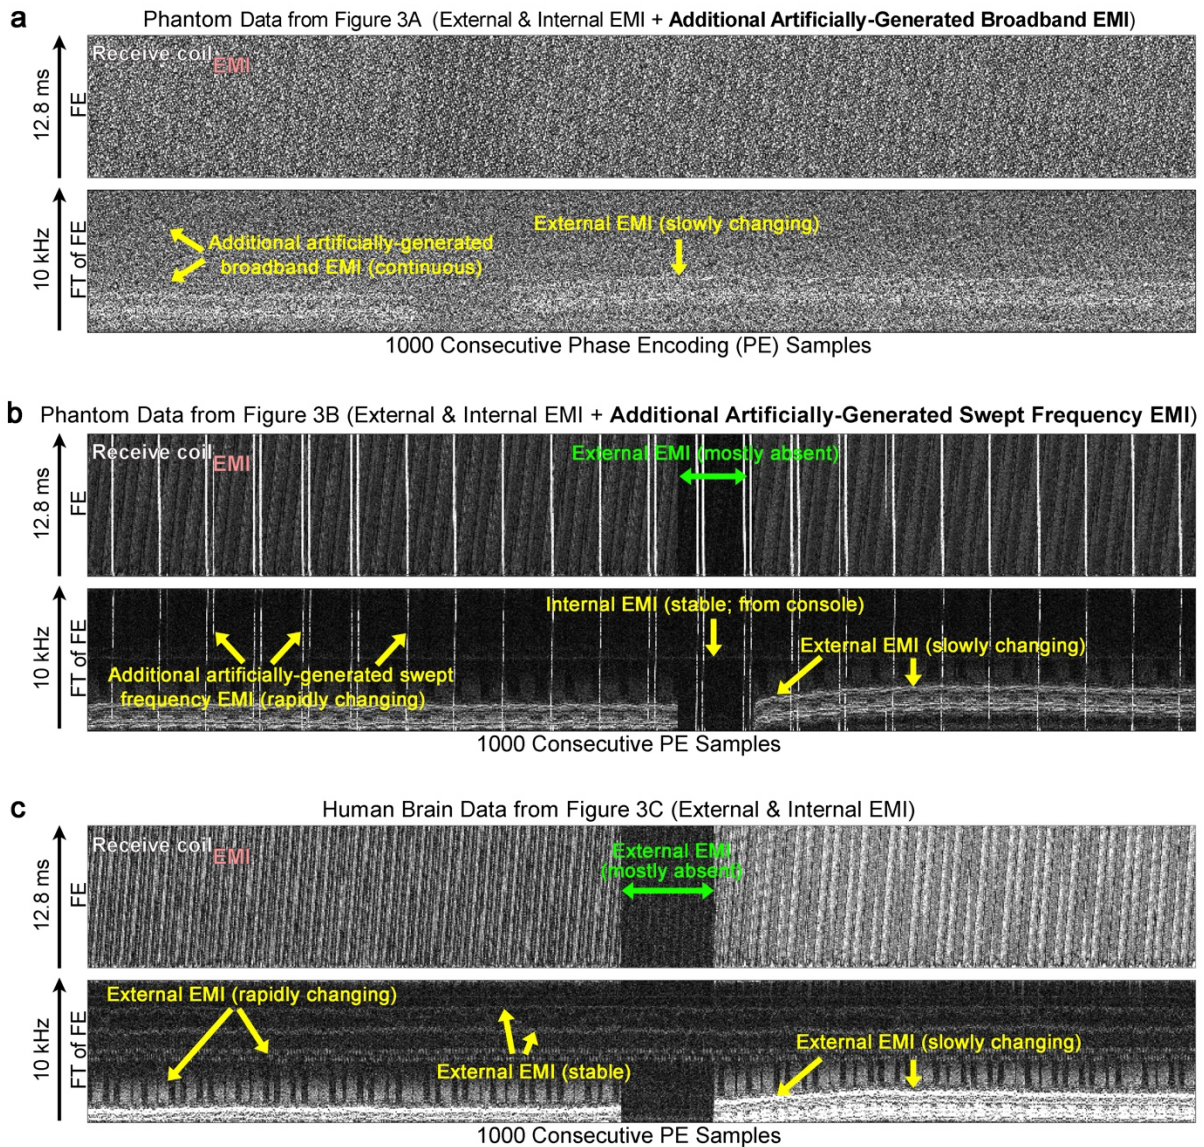 a
Phantom Data from Figure 3A (External & Internal EMI + Additional Artificially-Generated Broadband EMI)
Receive coil
EMI
12.8 ms
FE
External EMI (slowly changing)
Additional artificially-generated
broadband EMI (continuous)
10 kHz
FT of FE
1000 Consecutive Phase Encoding (PE) Samples
b
Phantom Data from Figure 3B (External & Internal EMI + Additional Artificially-Generated Swept Frequency EMI)
Receive coil
EMI
External EMI (mostly absent)
12.8 ms
FE
Internal EMI (stable; from console)
External EMI (slowly changing)
Additional artificially-generated swept
frequency EMI (rapidly changing)
10 kHz
FT of FE
1000 Consecutive PE Samples
c
Human Brain Data from Figure 3C (External & Internal EMI)
Receive coil
EMI
External EMI
(mostly absent)
12.8 ms
FE
External EMI (rapidly changing)
External EMI (stable)
External EMI (slowly changing)
10 kHz
FT of FE
1000 Consecutive PE Samples